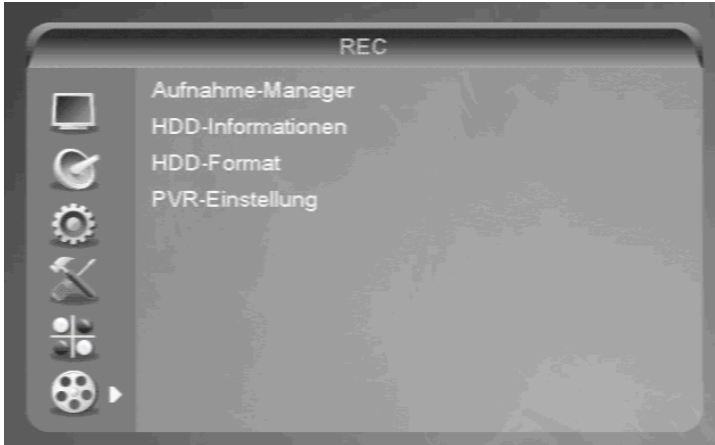 REC
Aufnahme-Manager
HDD-Informationen
HDD-Format
PVR-Einstellung